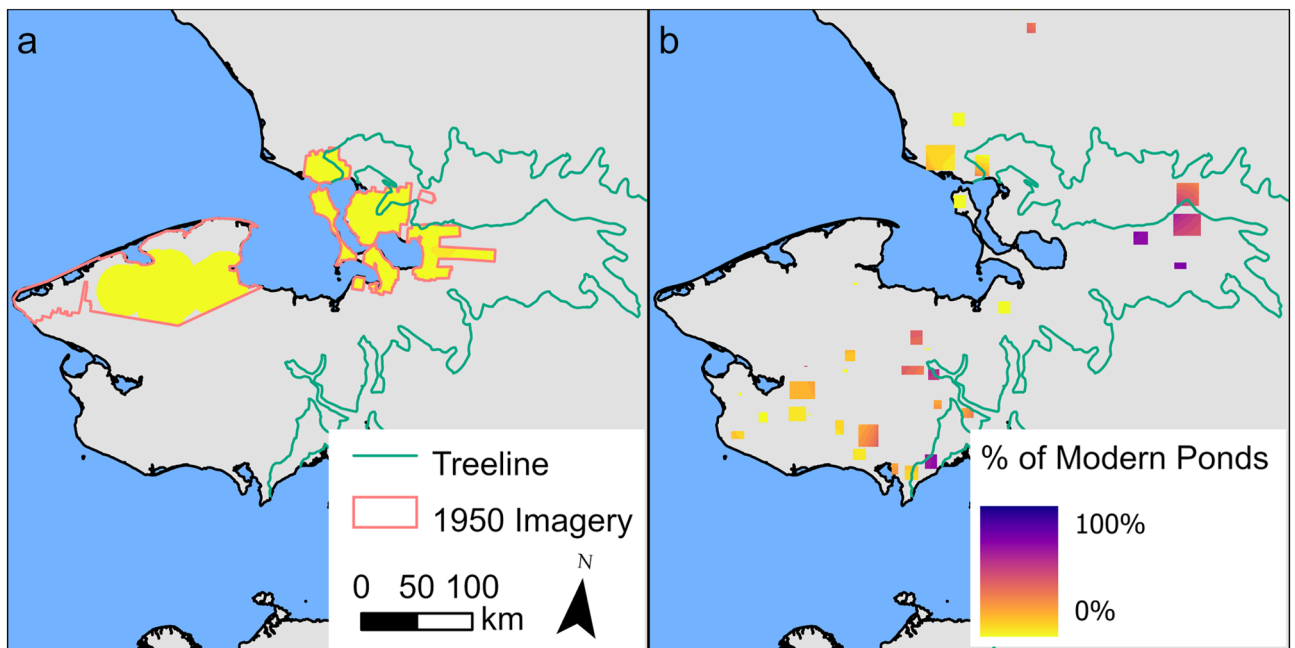 a
Treeline
1950 Imagery
0 50 100
km
N
b
% of Modern Ponds
100%
0%